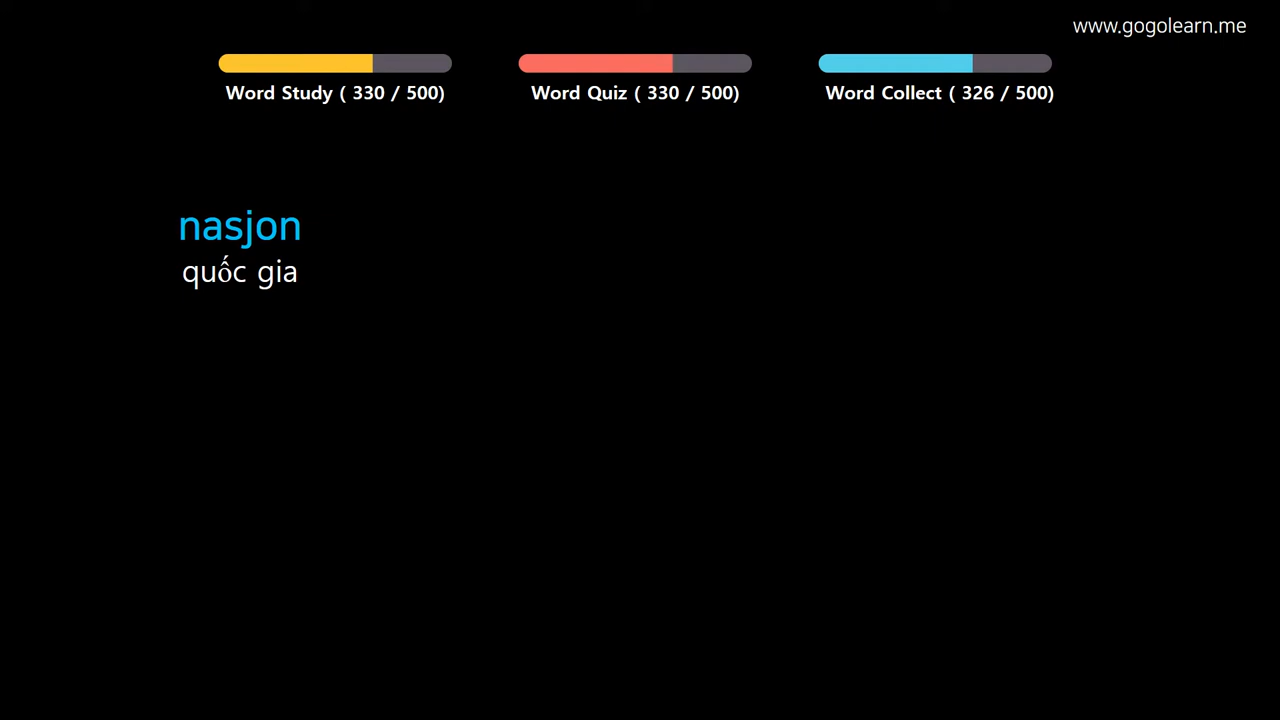 www.gogolearn.me
Word Study ( 330 / 500)
Word Quiz ( 330 / 500)
Word Collect ( 326 / 500)
nasjon
quốc gia